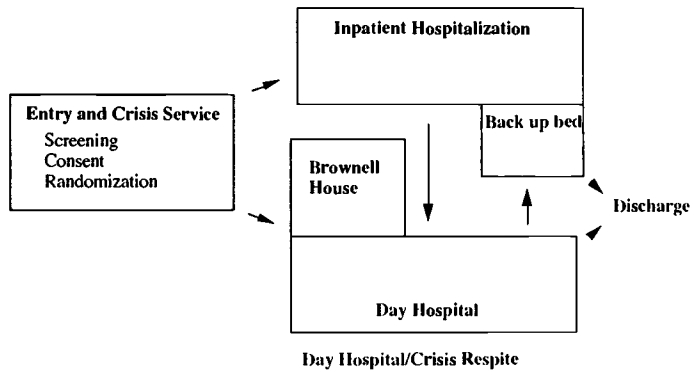 Inpatient Hospitalization
Entry and Crisis Service
Screening
Consent
Randomization
Back up bed
Brownell
House
Discharge
Day Hospital
Day Hospital/Crisis Respite